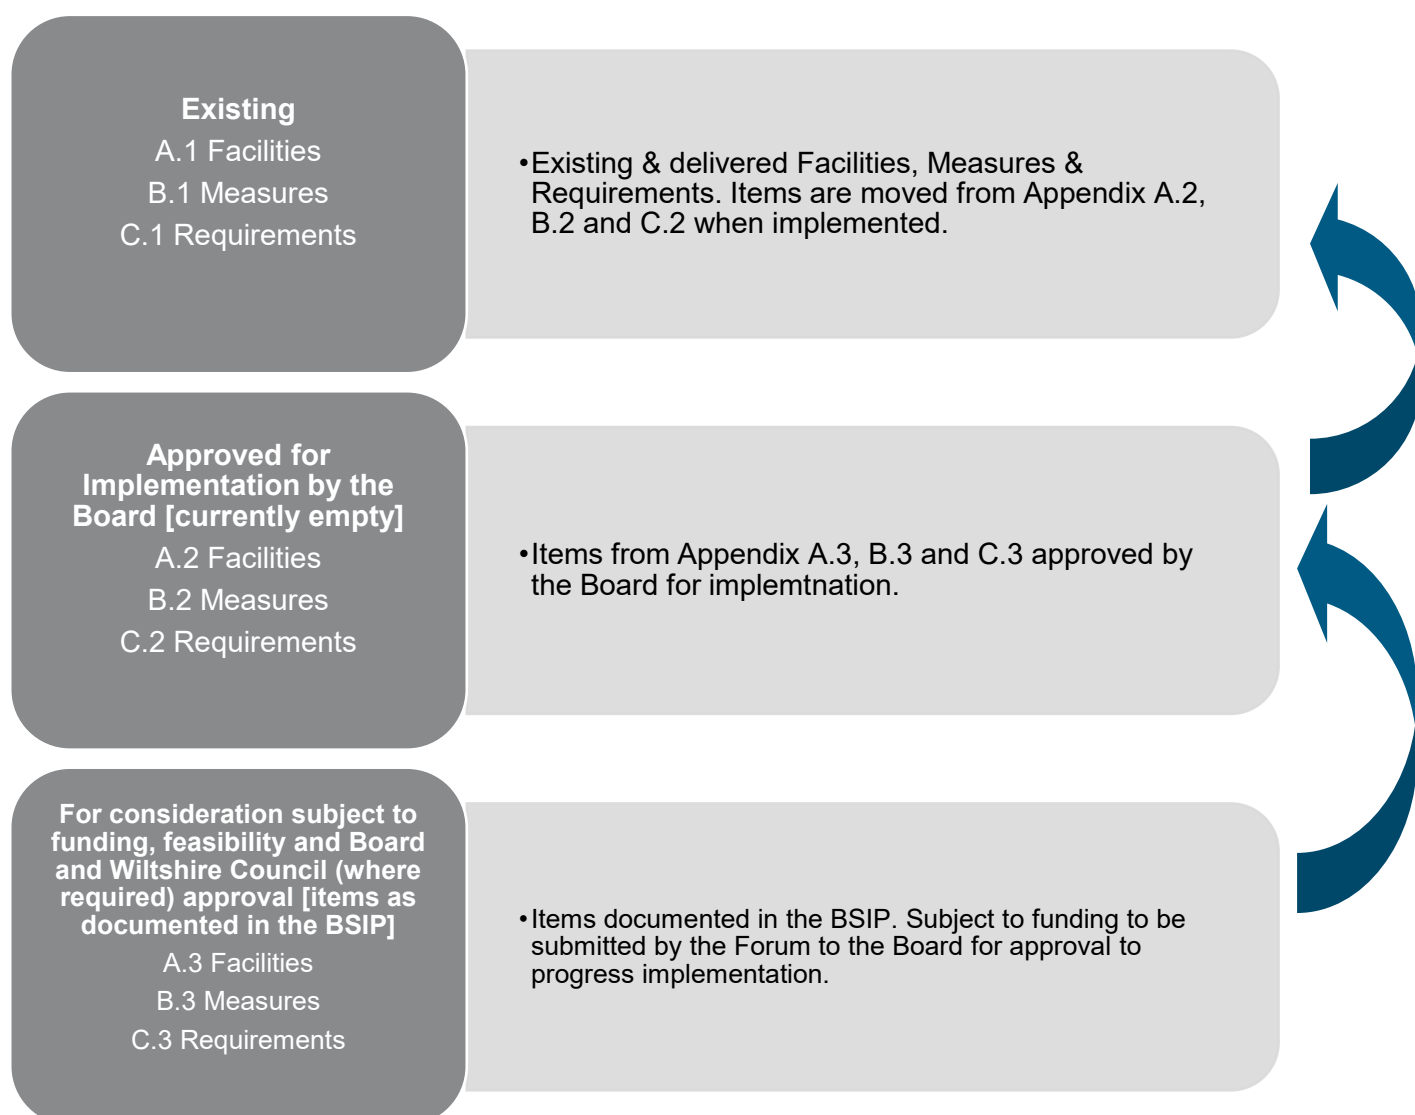 Existing
A.1 Facilities
B.1 Measures
C.1 Requirements
•Existing & delivered Facilities, Measures &
Requirements. Items are moved from Appendix A.2,
B.2 and C.2 when implemented.
Approved for
Implementation by the
Board [currently empty]
A.2 Facilities
B.2 Measures
C.2 Requirements
•Items from Appendix A.3, B.3 and C.3 approved by
the Board for implemtnation.
For consideration subject to
funding, feasibility and Board
and Wiltshire Council (where
required) approval [items as
documented in the BSIP]
A.3 Facilities
B.3 Measures
C.3 Requirements
•Items documented in the BSIP. Subject to funding to be
submitted by the Forum to the Board for approval to
progress implementation.